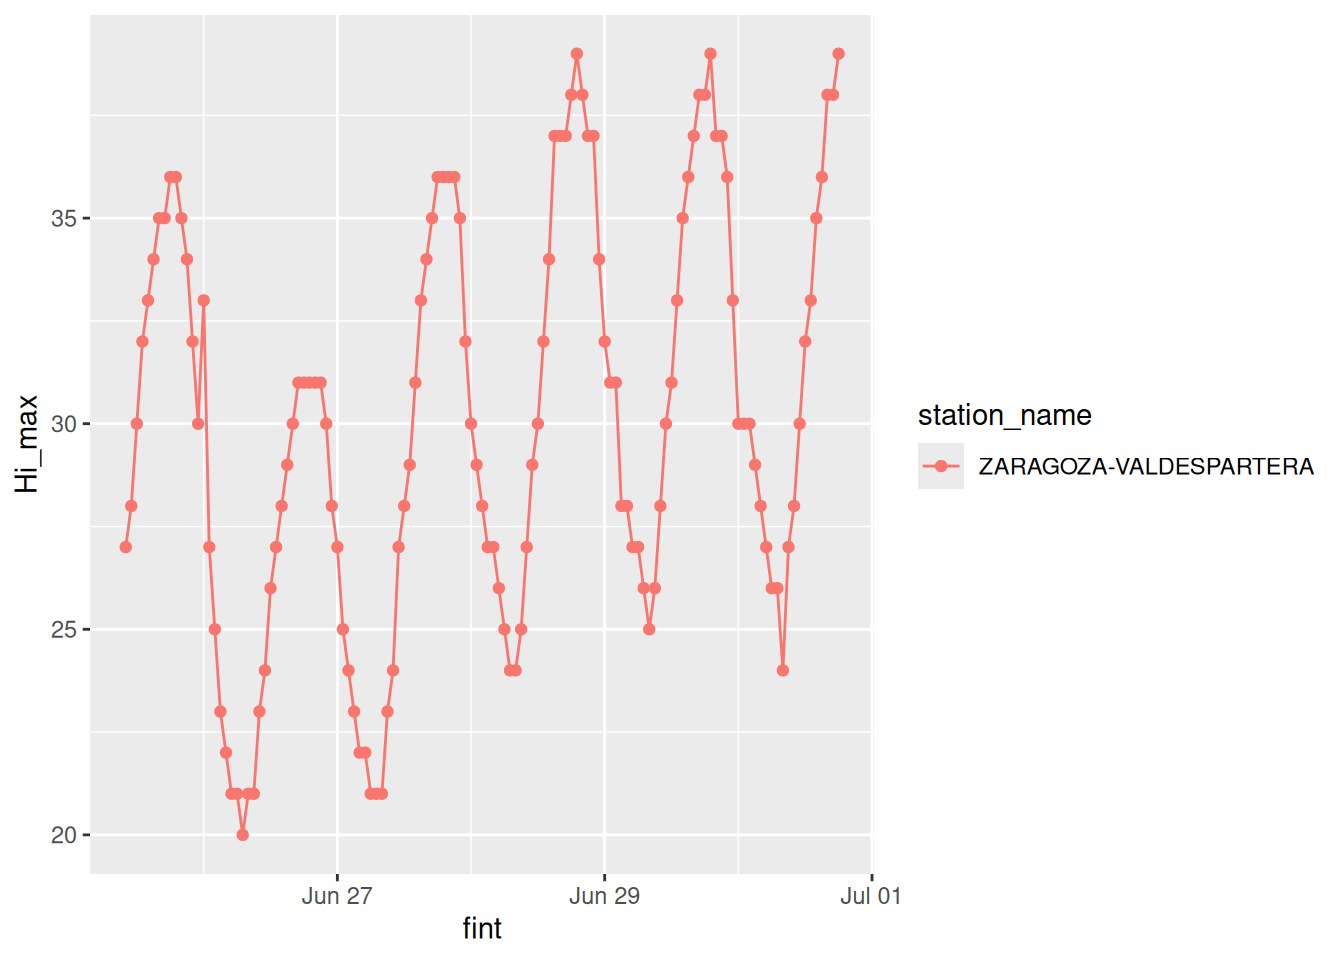 Hi_max
35
30
25
20
Jun 27
Jun 29
Jul 01
fint
station_name
ZARAGOZA-VALDESPARTERA